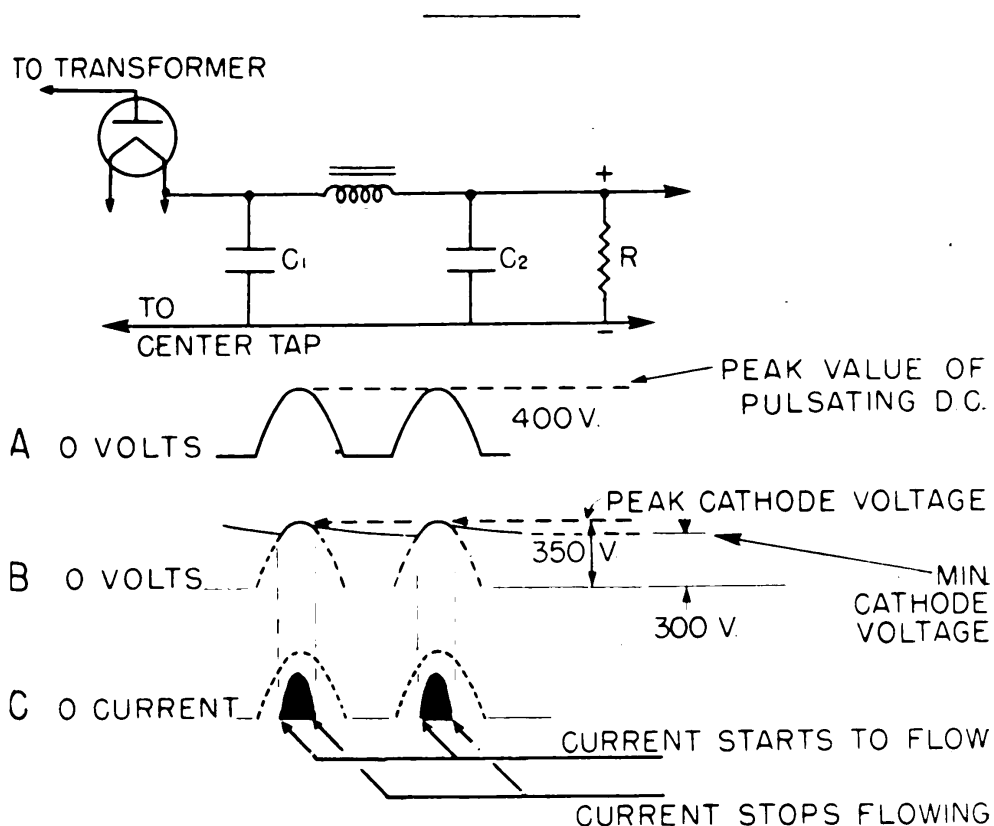 TO TRANSFORMER
+
C1
C2
R
TO
CENTER TAP
−
PEAK VALUE OF
PULSATING D.C.
400 V.
A 0 VOLTS
PEAK CATHODE VOLTAGE
350 V.
B 0 VOLTS
MIN.
CATHODE
VOLTAGE
300 V.
C 0 CURRENT
CURRENT STARTS TO FLOW
CURRENT STOPS FLOWING